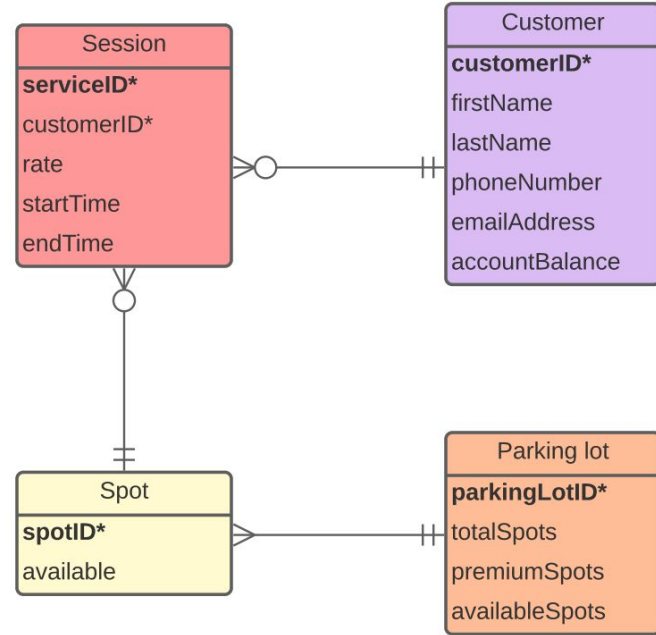 Session
serviceID*
customerID*
rate
startTime
endTime
Customer
customerID*
firstName
lastName
phoneNumber
emailAddress
accountBalance
Spot
spotID*
available
Parking lot
parkingLotID*
totalSpots
premiumSpots
availableSpots